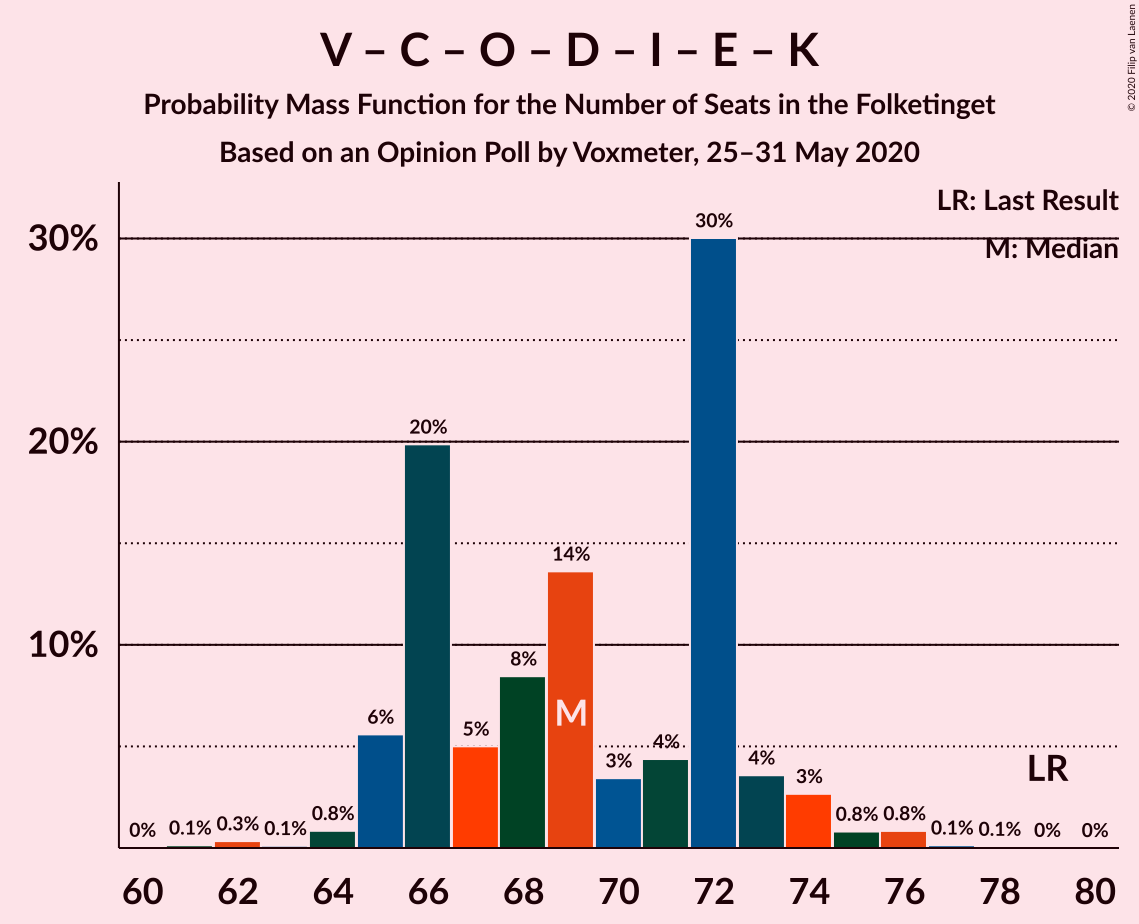 V – C – O – D – I – E – K
Probability Mass Function for the Number of Seats in the Folketinget
Based on an Opinion Poll by Voxmeter, 25–31 May 2020
© 2020 Filip van Laenen
LR: Last Result
M: Median
30%
20%
10%
0%
0.1%
0.3%
0.1%
0.8%
6%
20%
5%
8%
14%
3%
4%
30%
4%
3%
0.8%
0.8%
0.1%
0.1%
0%
0%
M
LR
60 62 64 66 68 70 72 74 76 78 80